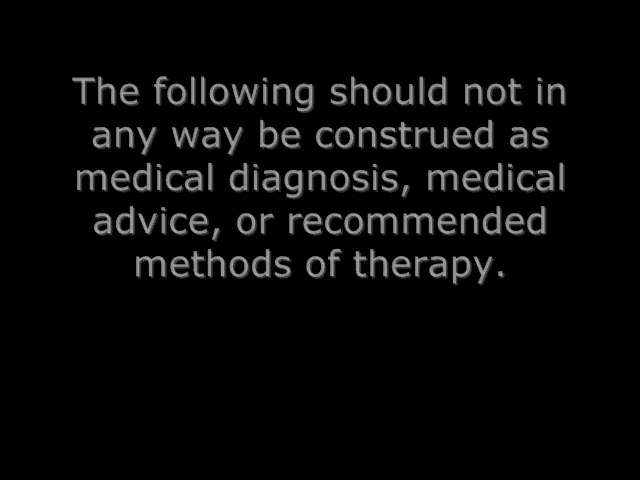 The following should not in
any way be construed as
medical diagnosis, medical
advice, or recommended
methods of therapy.